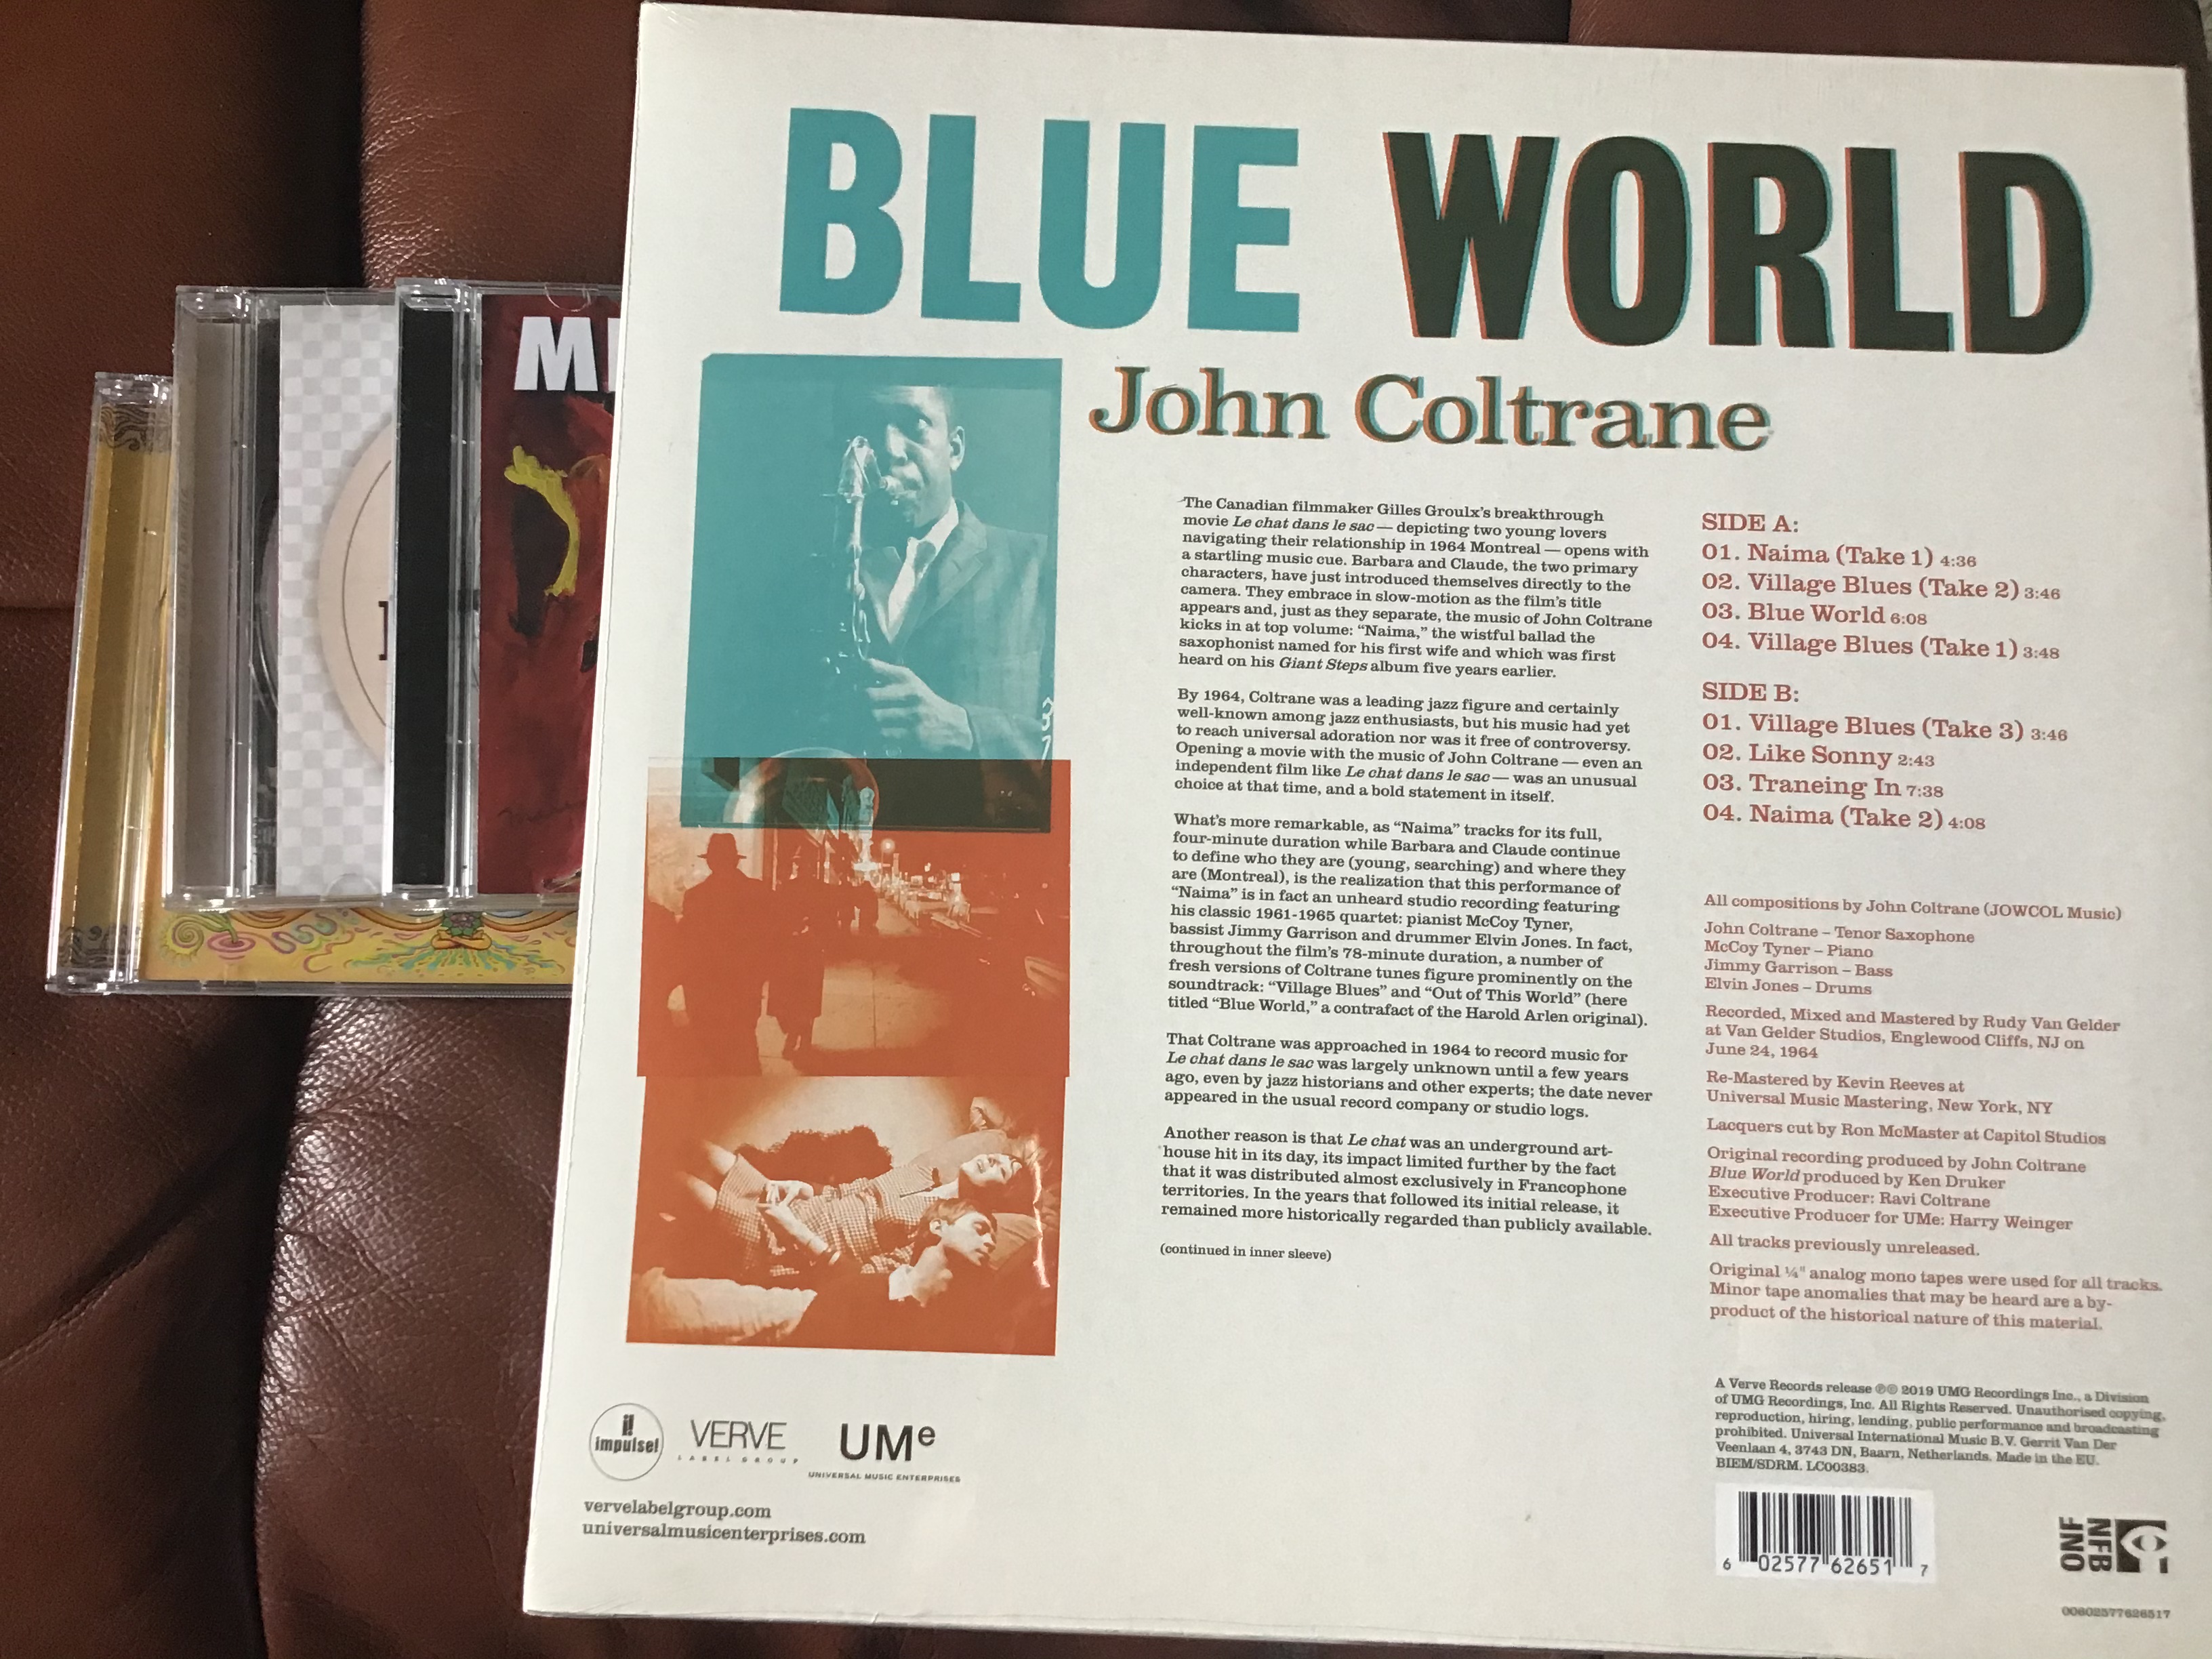 BLUE WORLD
John Coltrane
The Canadian filmmaker Gilles Groulx's breakthrough
movie Le chat dans le sac — depicting two young lovers
navigating their relationship in 1964 Montreal — opens with
a startling music cue. Barbara and Claude, the two primary
characters, have just introduced themselves directly to the
camera. They embrace in slow-motion as the film's title
appears and, just as they separate, the music of John Coltrane
kicks in at top volume: “Naima,” the wistful ballad the
saxophonist named for his first wife and which was first
heard on his Giant Steps album five years earlier.
By 1964, Coltrane was a leading jazz figure and certainly
well-known among jazz enthusiasts, but his music had yet
to reach universal adoration nor was it free of controversy.
Opening a movie with the music of John Coltrane — even an
independent film like Le chat dans le sac — was an unusual
choice at that time, and a bold statement in itself.
What's more remarkable, as “Naima” tracks for its full,
four-minute duration while Barbara and Claude continue
to define who they are (young, searching) and where they
are (Montreal), is the realization that this performance of
“Naima” is in fact an unheard studio recording featuring
his classic 1961-1965 quartet: pianist McCoy Tyner,
bassist Jimmy Garrison and drummer Elvin Jones. In fact,
throughout the film's 78-minute duration, a number of
fresh versions of Coltrane tunes figure prominently on the
soundtrack: “Village Blues” and “Out of This World” (here
titled “Blue World,” a contrafact of the Harold Arlen original).
That Coltrane was approached in 1964 to record music for
Le chat dans le sac was largely unknown until a few years
ago, even by jazz historians and other experts; the date never
appeared in the usual record company or studio logs.
Another reason is that Le chat was an underground art-
house hit in its day, its impact limited further by the fact
that it was distributed almost exclusively in Francophone
territories. In the years that followed its initial release, it
remained more historically regarded than publicly available.
(continued in inner sleeve)
SIDE A:
01. Naima (Take 1) 4:36
02. Village Blues (Take 2) 3:46
03. Blue World 6:08
04. Village Blues (Take 1) 3:48
SIDE B:
01. Village Blues (Take 3) 3:46
02. Like Sonny 2:43
03. Traneing In 7:38
04. Naima (Take 2) 4:08
All compositions by John Coltrane (JOWCOL Music)
John Coltrane – Tenor Saxophone
McCoy Tyner – Piano
Jimmy Garrison – Bass
Elvin Jones – Drums
Recorded, Mixed and Mastered by Rudy Van Gelder
at Van Gelder Studios, Englewood Cliffs, NJ on
June 24, 1964
Re-Mastered by Kevin Reeves at
Universal Music Mastering, New York, NY
Lacquers cut by Ron McMaster at Capitol Studios
Original recording produced by John Coltrane
Blue World produced by Ken Druker
Executive Producer: Ravi Coltrane
Executive Producer for UMe: Harry Weinger
All tracks previously unreleased.
Original ¼" analog mono tapes were used for all tracks.
Minor tape anomalies that may be heard are a by-
product of the historical nature of this material.
A Verve Records release ℗© 2019 UMG Recordings Inc., a Division
of UMG Recordings, Inc. All Rights Reserved. Unauthorised copying,
reproduction, hiring, lending, public performance and broadcasting
prohibited. Universal International Music B.V. Gerrit Van Der
Veenlaan 4, 3743 DN, Baarn, Netherlands. Made in the EU.
BIEM/SDRM. LC00383.
6 02577 62651 7
ONF
NFB
00602577626517
impulse!
VERVE
LABEL GROUP
UMe
UNIVERSAL MUSIC ENTERPRISES
vervelabelgroup.com
universalmusicenterprises.com